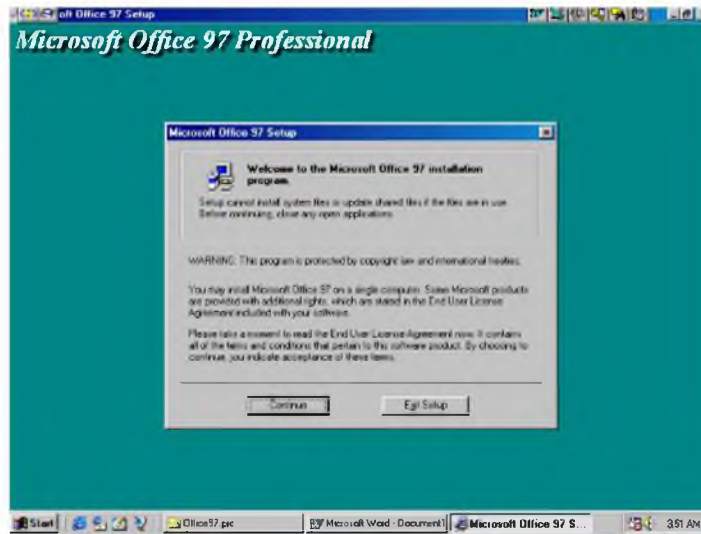 oft Office 97 Setup
Microsoft Office 97 Professional
Microsoft Office 97 Setup
Welcome to the Microsoft Office 97 installation
program.
Setup cannot install system files or update shared files if the files are in use.
Before continuing, close any open applications.
WARNING: This program is protected by copyright law and international treaties.
You may install Microsoft Office 97 on a single computer. Some Microsoft products
are provided with additional rights, which are stated in the End User License
Agreement included with your software.
Please take a moment to read the End User License Agreement now. It contains
all of the terms and conditions that pertain to this software product. By choosing to
continue, you indicate acceptance of these terms.
Continue
Exit Setup
Start
Office97.prc
Microsoft Word - Document1
Microsoft Office 97 S...
3:51 AM